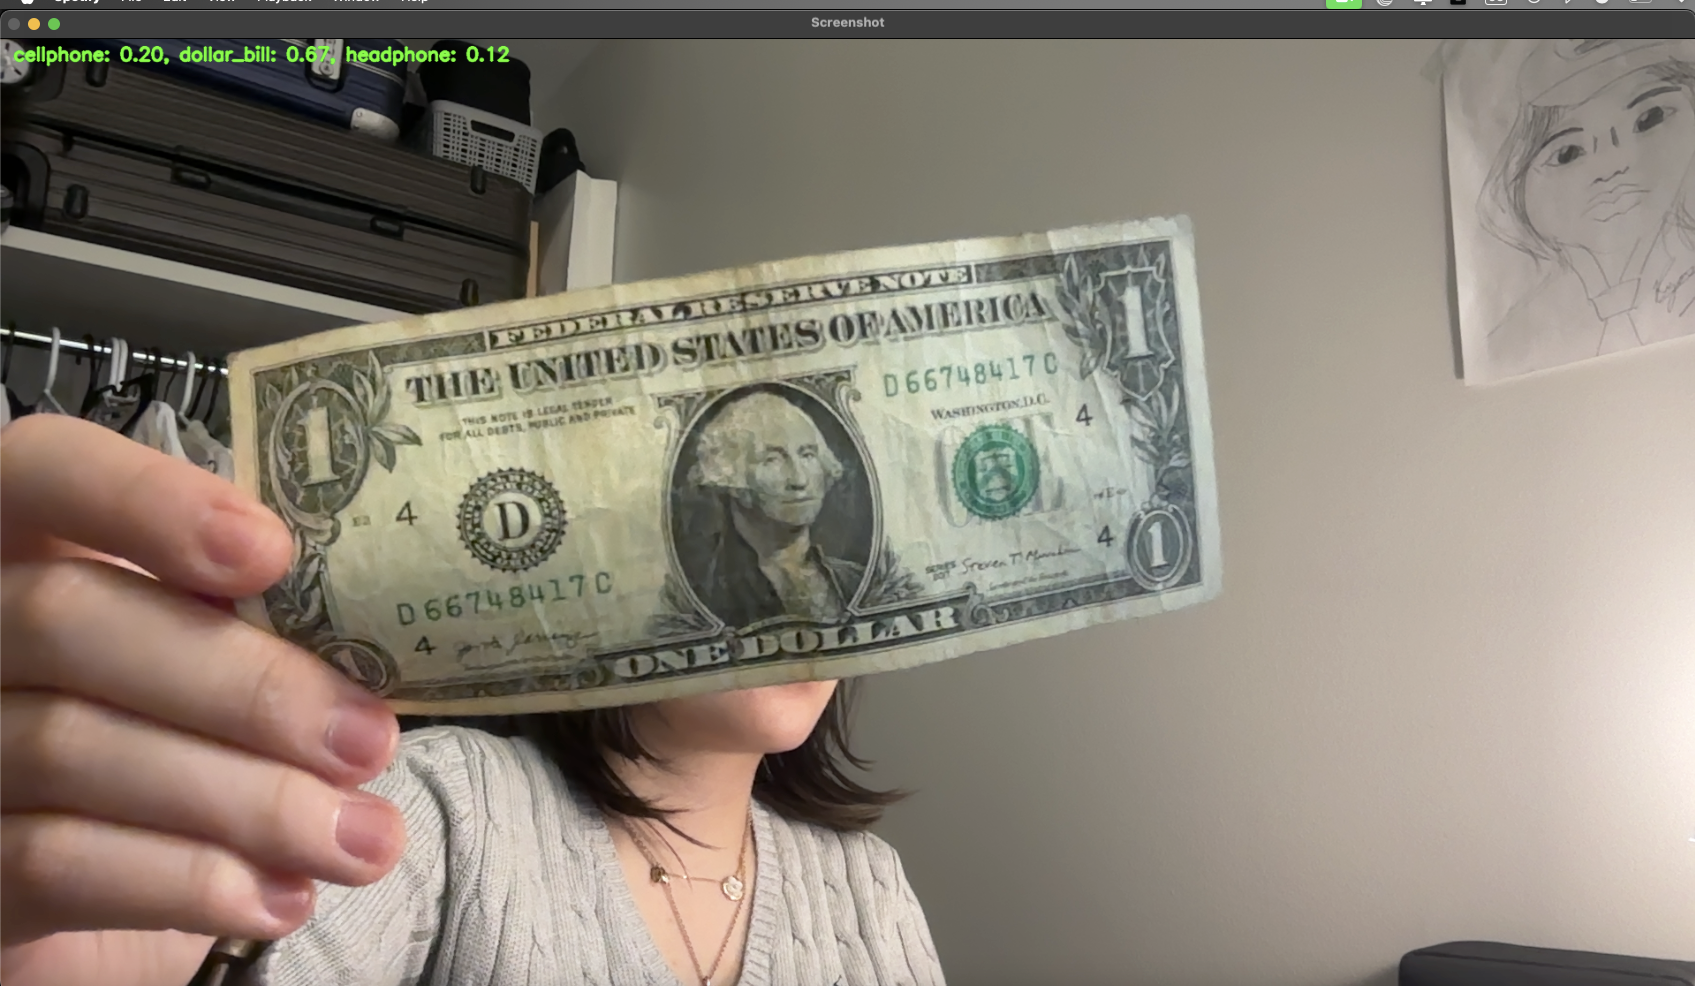 Screenshot
cellphone: 0.20, dollar_bill: 0.67, headphone: 0.12
FEDERAL RESERVE NOTE
THE UNITED STATES OF AMERICA
1
1
THIS NOTE IS LEGAL TENDER
FOR ALL DEBTS, PUBLIC AND PRIVATE
D 66748417 C
WASHINGTON, D.C.
4
4
D
ONE
4
D 66748417 C
4
SERIES
2017
1
1
ONE DOLLAR